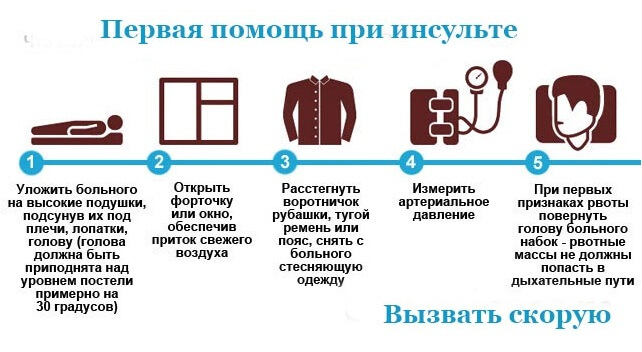 Первая помощь при инсульте
1
2
3
4
5
Уложить больного
на высокие подушки,
подсунув их под
плечи, лопатки,
голову (голова
должна быть
приподнята над
уровнем постели
примерно на
30 градусов)
Открыть
форточку
или окно,
обеспечив
приток свежего
воздуха
Расстегнуть
воротничок
рубашки, тугой
ремень или
пояс, снять с
больного
стесняющую
одежду
Измерить
артериальное
давление
При первых
признаках рвоты
повернуть
голову больного
набок - рвотные
массы не должны
попасть в
дыхательные пути
Вызвать скорую